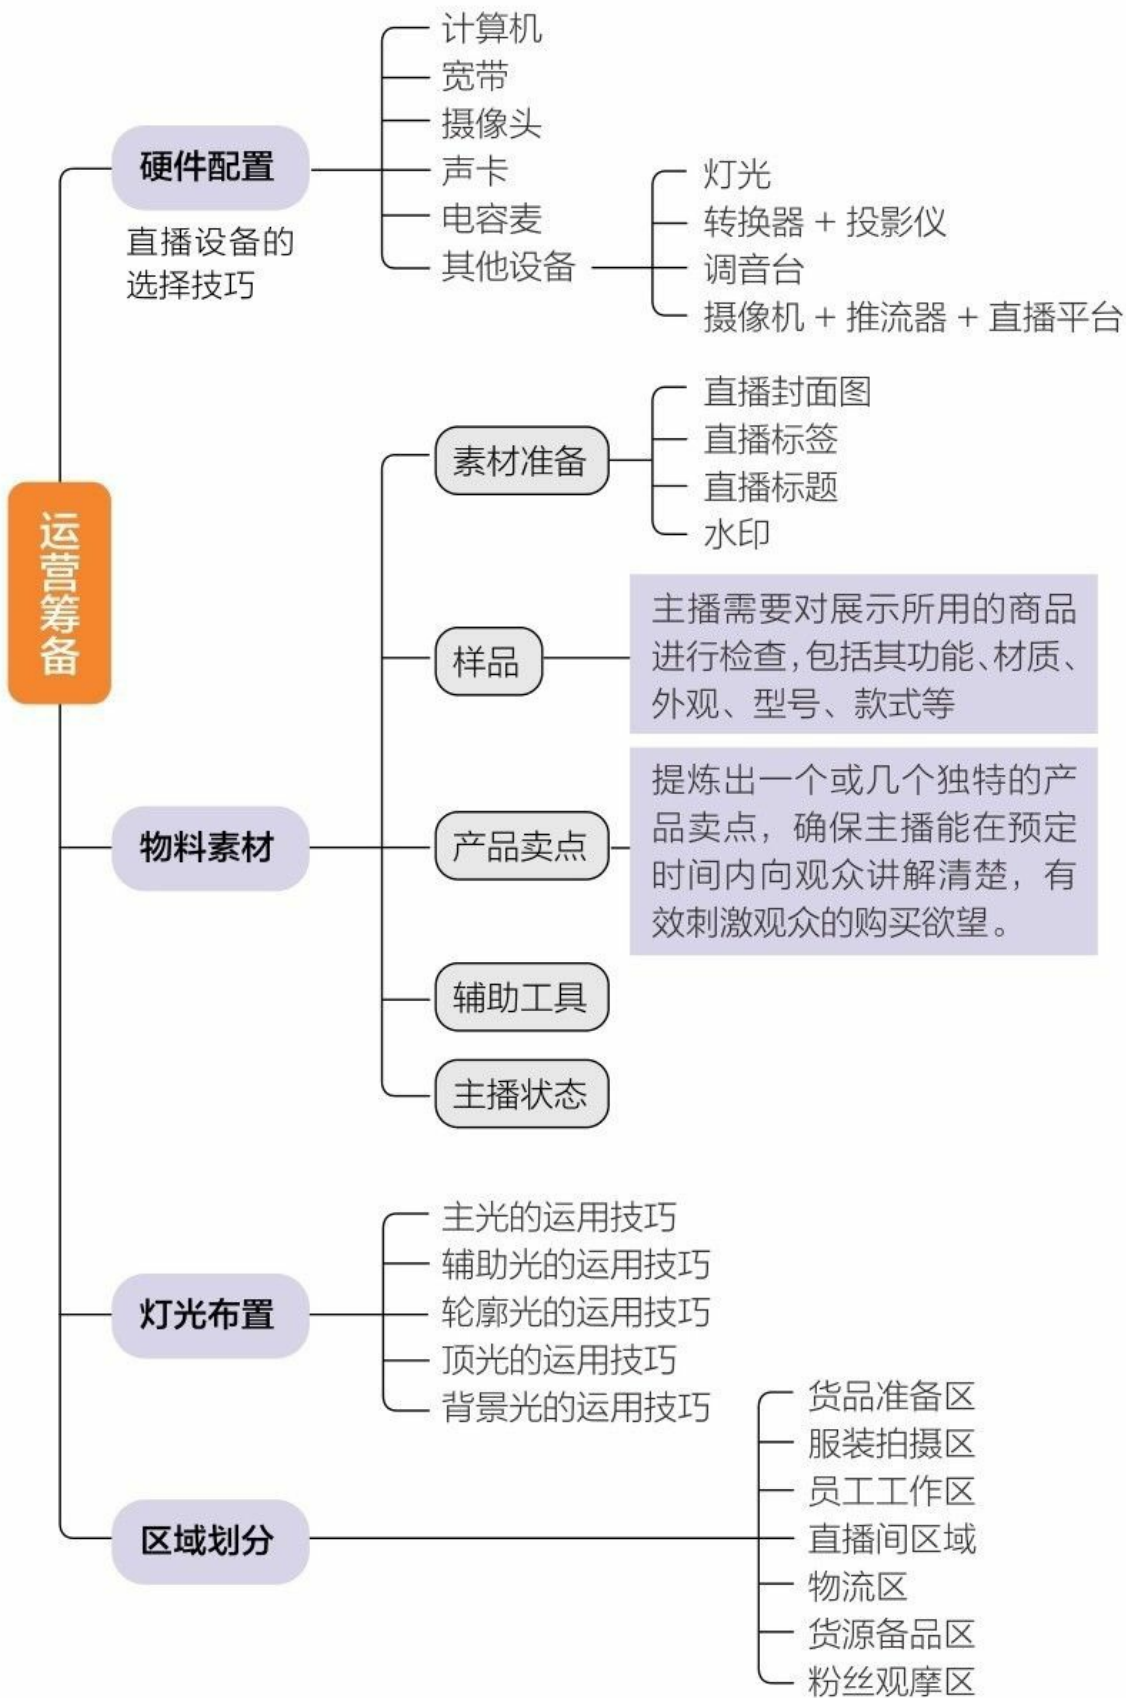 运营筹备
硬件配置
直播设备的
选择技巧
计算机
宽带
摄像头
声卡
电容麦
其他设备
灯光
转换器 + 投影仪
调音台
摄像机 + 推流器 + 直播平台
物料素材
素材准备
直播封面图
直播标签
直播标题
水印
样品
主播需要对展示所用的商品
进行检查,包括其功能、材质、
外观、型号、款式等
产品卖点
提炼出一个或几个独特的产
品卖点，确保主播能在预定
时间内向观众讲解清楚，有
效刺激观众的购买欲望。
辅助工具
主播状态
灯光布置
主光的运用技巧
辅助光的运用技巧
轮廓光的运用技巧
顶光的运用技巧
背景光的运用技巧
区域划分
货品准备区
服装拍摄区
员工工作区
直播间区域
物流区
货源备品区
粉丝观摩区